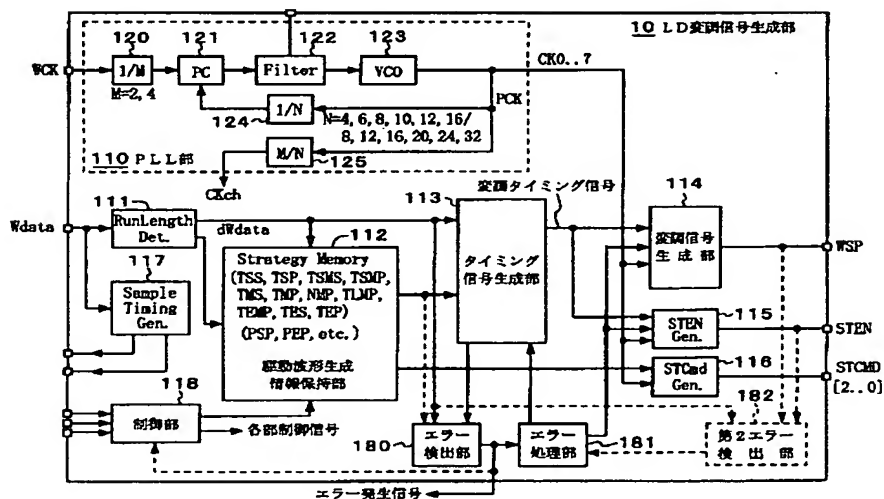 10 LD変調信号生成部
120
121
122
123
WCK
1/M
PC
Filter
VCO
CK0..7
M=2, 4
1/N
N=4, 6, 8, 10, 12, 16/
8, 12, 16, 20, 24, 32
PCK
124
M/N
110 PLL部
125
CKch
113
変調タイミング信号
114
111
Wdata
RunLength
Det.
dWdata
112
117
Sample
Timing
Gen.
Strategy Memory
(TSS, TSP, TSMS, TSMP,
TMS, TMP, NMP, TLMP,
TEMP, TES, TEP)
(PSP, PEP, etc.)
駆動波形生成
情報保持部
タイミング
信号生成部
変調信号
生成部
WSP
115
STEN
Gen.
STEN
116
STCmd
Gen.
STCMD
[2..0]
118
制御部
各部制御信号
182
180
エラー
検出部
エラー
処理部
181
第2エラー
検出部
エラー発生信号